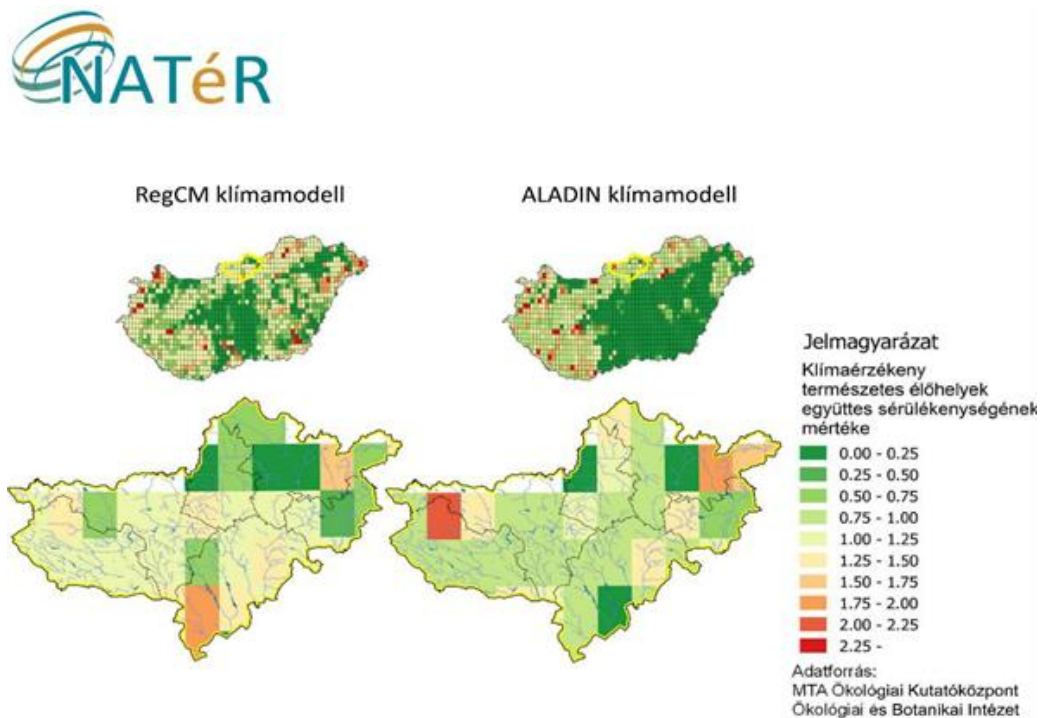 NATéR
RegCM klímamodell
ALADIN klímamodell
Jelmagyarázat
Klímaérzékeny
természetes élőhelyek
együttes sérülékenységének
mértéke
0.00 - 0.25
0.25 - 0.50
0.50 - 0.75
0.75 - 1.00
1.00 - 1.25
1.25 - 1.50
1.50 - 1.75
1.75 - 2.00
2.00 - 2.25
2.25 -
Adatforrás:
MTA Ökológiai Kutatóközpont
Ökológiai és Botanikai Intézet